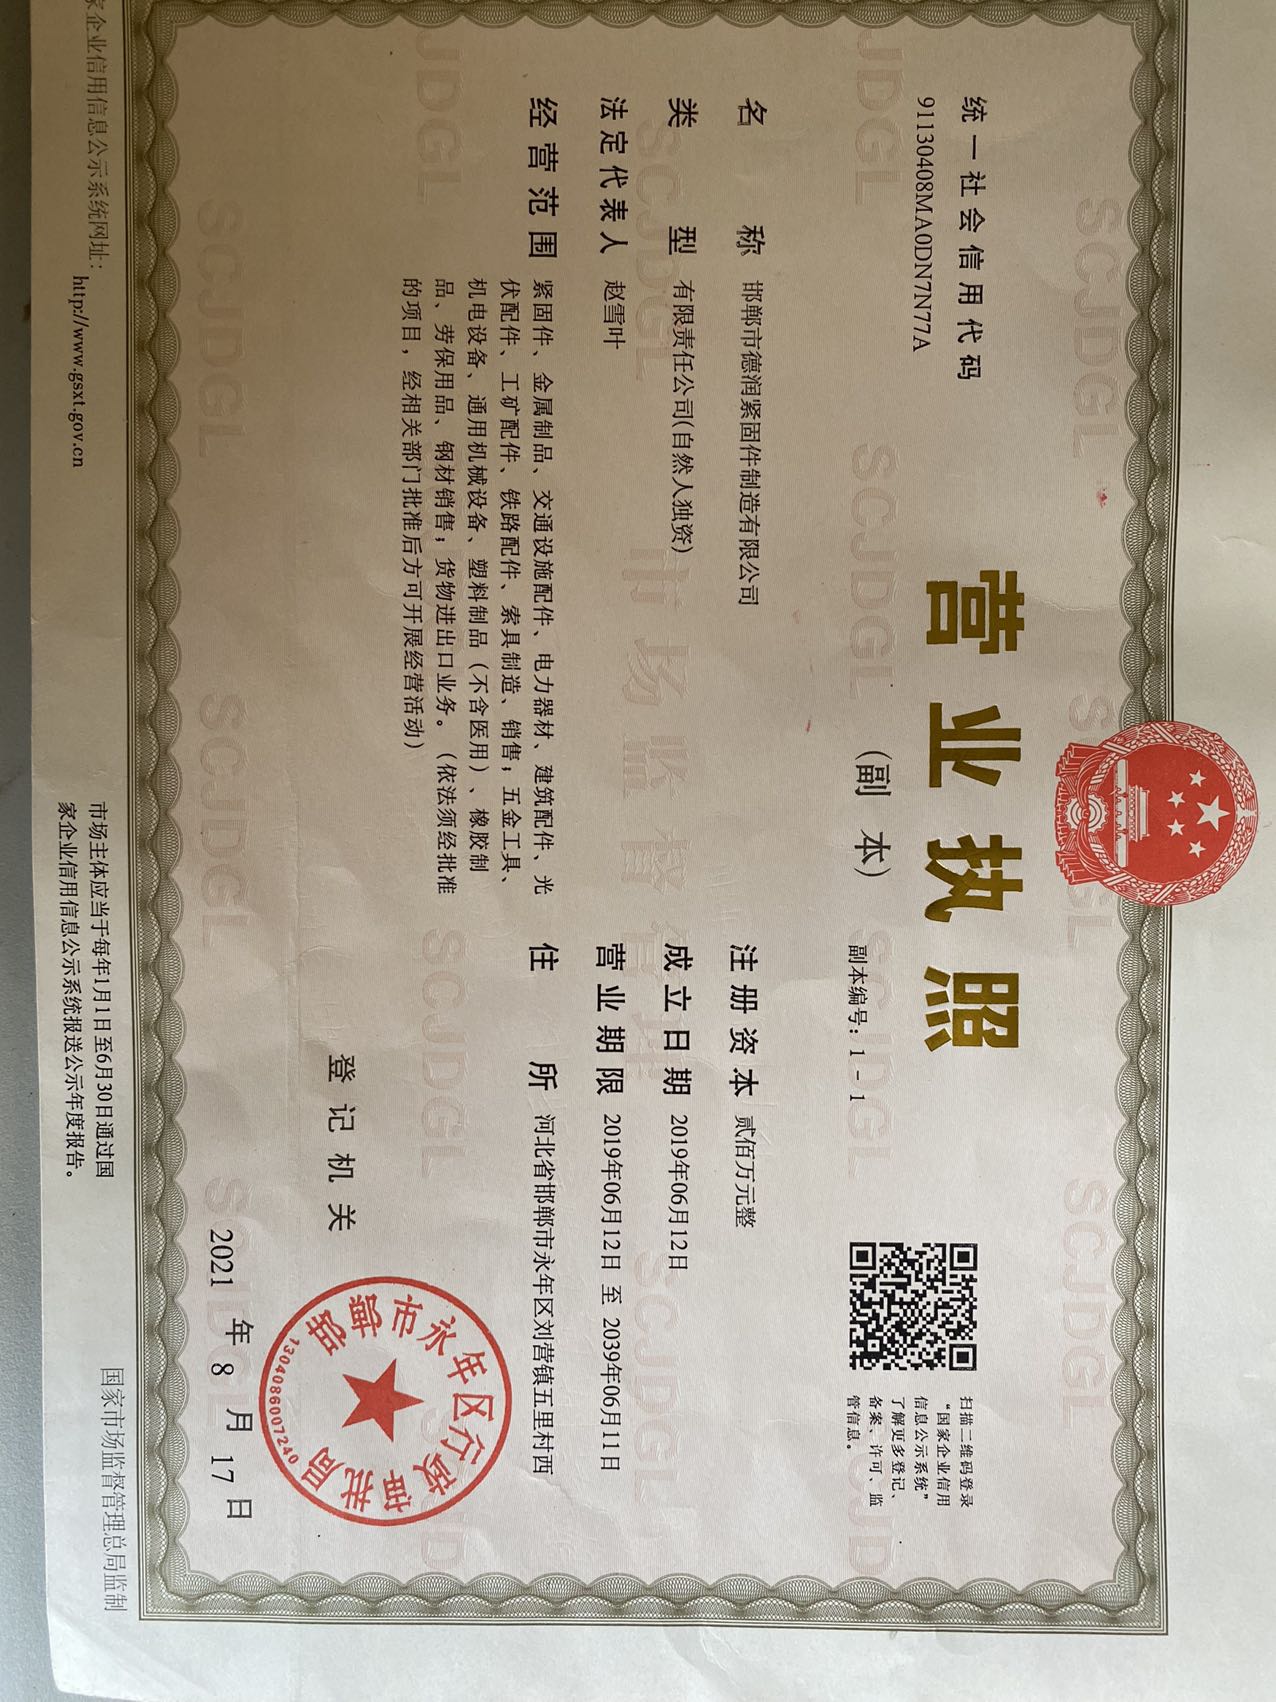 统一社会信用代码
91130408MA0DN7N77A
营业执照
（副 本）
副本编号：1-1
扫描二维码登录
“国家企业信用
信息公示系统”
了解更多登记、
备案、许可、监
管信息。
名称 邯郸市德润紧固件制造有限公司
类型 有限责任公司(自然人独资)
法定代表人 赵雪叶
经营范围 紧固件、金属制品、交通设施配件、电力器材、建筑配件、光
伏配件、工矿配件、铁路配件、索具制造、销售；五金工具、
机电设备、通用机械设备、塑料制品（不含医用）、橡胶制
品、劳保用品、钢材销售；货物进出口业务。（依法须经批准
的项目，经相关部门批准后方可开展经营活动）
注册资本 贰佰万元整
成立日期 2019年06月12日
营业期限 2019年06月12日 至 2039年06月11日
住所 河北省邯郸市永年区刘营镇五里村西
登记机关
邯郸市永年区行政审批局
1304086007240
2021 年 8 月 17 日
家企业信用信息公示系统网址：
http://www.gsxt.gov.cn
市场主体应当于每年1月1日至6月30日通过国
家企业信用信息公示系统报送公示年度报告。
国家市场监督管理总局监制
SCJDGL
市场监督管理